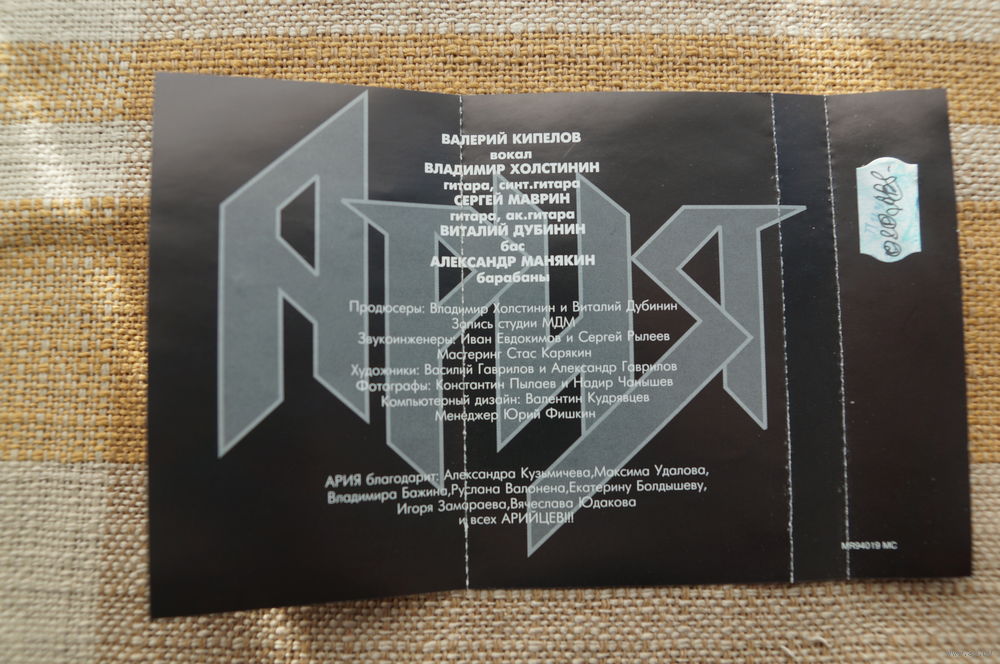 АРИЯ
ВАЛЕРИЙ КИПЕЛОВ
вокал
ВЛАДИМИР ХОЛСТИНИН
гитара, синт.гитара
СЕРГЕЙ МАВРИН
гитара, ак.гитара
ВИТАЛИЙ ДУБИНИН
бас
АЛЕКСАНДР МАНЯКИН
барабаны
Продюсеры: Владимир Холстинин и Виталий Дубинин
Запись студии МДМ
Звукоинженеры: Иван Евдокимов и Сергей Рылеев
Мастеринг Стас Карякин
Художники: Василий Гаврилов и Александр Гаврилов
Фотографы: Константин Пылаев и Надир Чанышев
Компьютерный дизайн: Валентин Кудрявцев
Менеджер Юрий Фишкин
АРИЯ благодарит: Александра Кузьмичева,Максима Удалова,
Владимира Бажина,Руслана Валонена,Екатерину Болдышеву,
Игоря Замараева,Вячеслава Юдакова
и всех АРИЙЦЕВ!!!
MR94019 MC